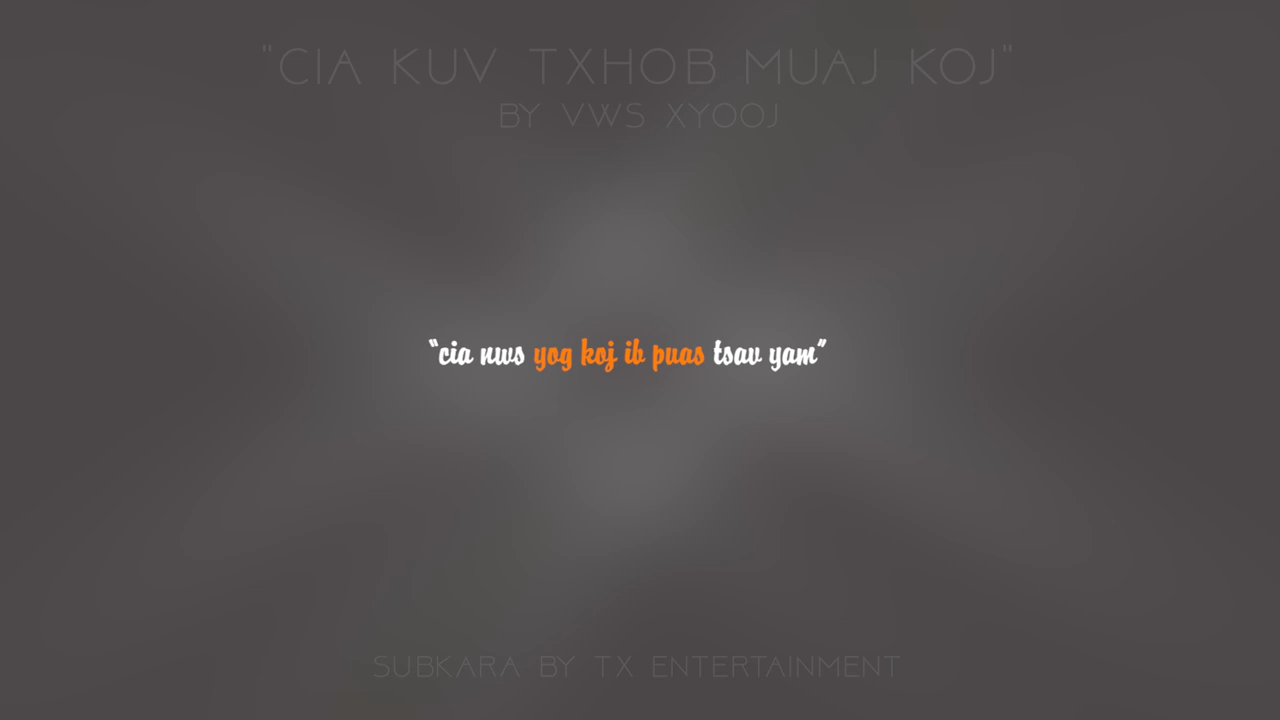 "CIA KUV TXHOB MUAJ KOJ"
BY VWS XYOOJ
"cia nws yog koj ib puas tsav yam"
SUBKARA BY TX ENTERTAINMENT